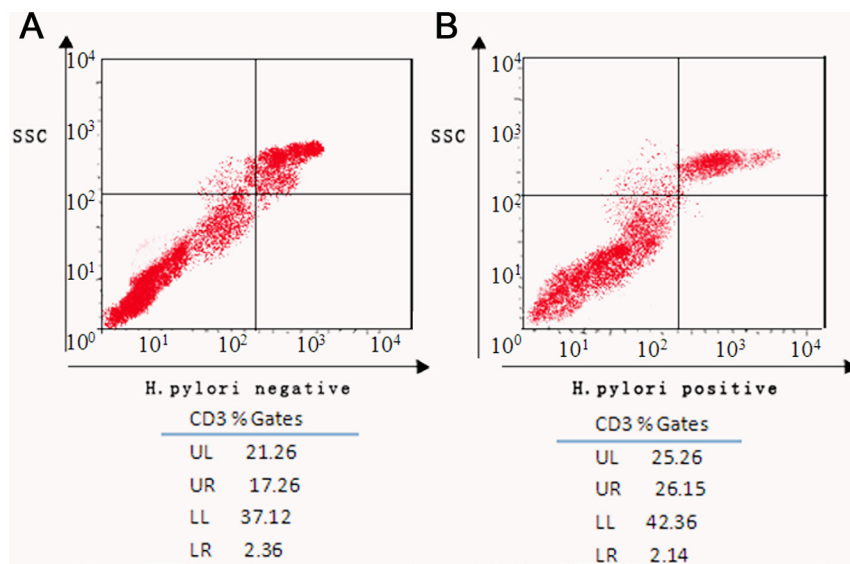 A
10^4
SSC
10^3
10^2
10^1
10^0
10^1 10^2 10^3 10^4
H.pylori negative
CD3 % Gates
UL 21.26
UR 17.26
LL 37.12
LR 2.36
B
10^4
SSC
10^3
10^2
10^1
10^0
10^1 10^2 10^3 10^4
H.pylori positive
CD3 % Gates
UL 25.26
UR 26.15
LL 42.36
LR 2.14